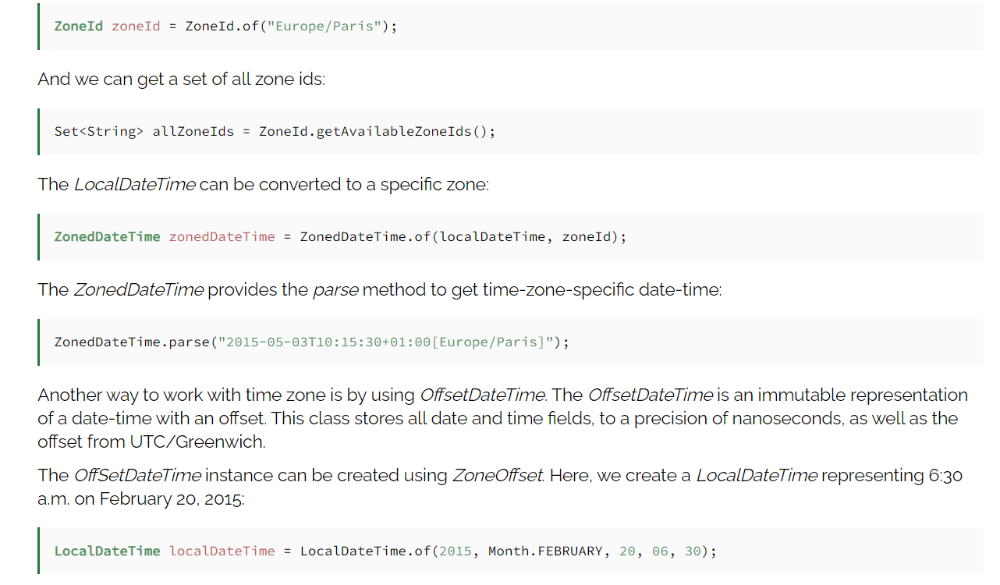 ZoneId zoneId = ZoneId.of("Europe/Paris");
And we can get a set of all zone ids:
Set<String> allZoneIds = ZoneId.getAvailableZoneIds();
The LocalDateTime can be converted to a specific zone:
ZonedDateTime zonedDateTime = ZonedDateTime.of(localDateTime, zoneId);
The ZonedDateTime provides the parse method to get time-zone-specific date-time:
ZonedDateTime.parse("2015-05-03T10:15:30+01:00[Europe/Paris]");
Another way to work with time zone is by using OffsetDateTime. The OffsetDateTime is an immutable representation
of a date-time with an offset. This class stores all date and time fields, to a precision of nanoseconds, as well as the
offset from UTC/Greenwich.
The OffSetDateTime instance can be created using ZoneOffset. Here, we create a LocalDateTime representing 6:30
a.m. on February 20, 2015:
LocalDateTime localDateTime = LocalDateTime.of(2015, Month.FEBRUARY, 20, 06, 30);